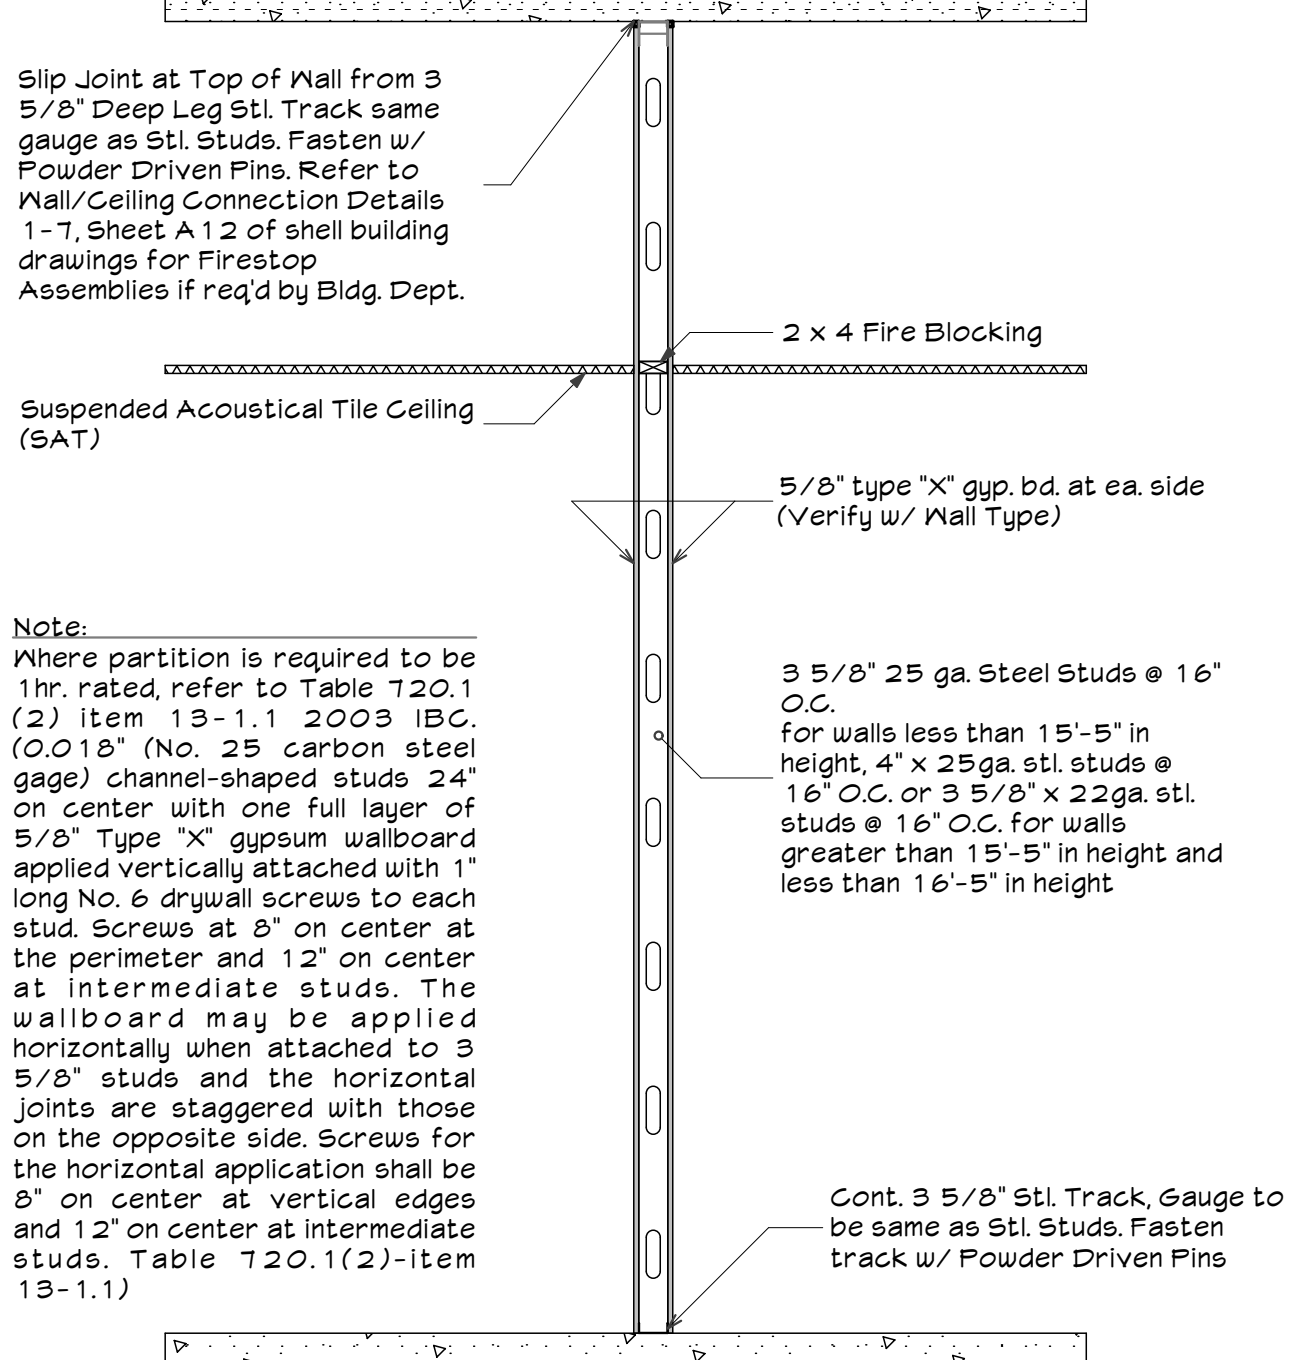 Slip Joint at Top of Wall from 3
5/8" Deep Leg Stl. Track same
gauge as Stl. Studs. Fasten w/
Powder Driven Pins. Refer to
Wall/Ceiling Connection Details
1-7, Sheet A12 of shell building
drawings for Firestop
Assemblies if req'd by Bldg. Dept.
2 x 4 Fire Blocking
Suspended Acoustical Tile Ceiling
(SAT)
5/8" type "X" gyp. bd. at ea. side
(Verify w/ Wall Type)
Note:
Where partition is required to be
1hr. rated, refer to Table 720.1
(2) item 13-1.1 2003 IBC.
(0.018" (No. 25 carbon steel
gage) channel-shaped studs 24"
on center with one full layer of
5/8" Type "X" gypsum wallboard
applied vertically attached with 1"
long No. 6 drywall screws to each
stud. Screws at 8" on center at
the perimeter and 12" on center
at intermediate studs. The
wallboard may be applied
horizontally when attached to 3
5/8" studs and the horizontal
joints are staggered with those
on the opposite side. Screws for
the horizontal application shall be
8" on center at vertical edges
and 12" on center at intermediate
studs. Table 720.1(2)-item
13-1.1)
3 5/8" 25 ga. Steel Studs @ 16"
O.C.
for walls less than 15'-5" in
height, 4" x 25ga. stl. studs @
16" O.C. or 3 5/8" x 22ga. stl.
studs @ 16" O.C. for walls
greater than 15'-5" in height and
less than 16'-5" in height
Cont. 3 5/8" Stl. Track, Gauge to
be same as Stl. Studs. Fasten
track w/ Powder Driven Pins